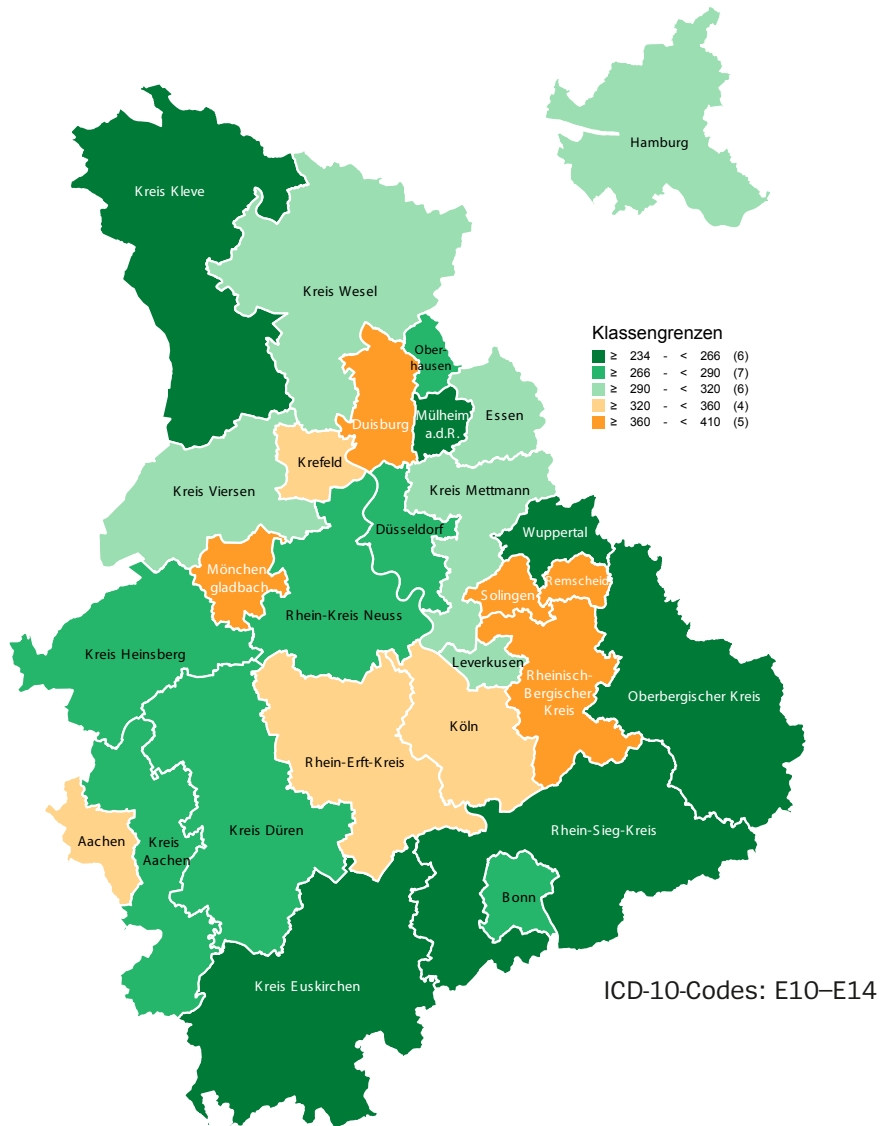 Hamburg
Kreis Kleve
Kreis Wesel
Klassengrenzen
≥ 234 - < 266 (6)
≥ 266 - < 290 (7)
≥ 290 - < 320 (6)
≥ 320 - < 360 (4)
≥ 360 - < 410 (5)
Ober-
hausen
Duisburg
Mülheim
a.d.R.
Essen
Krefeld
Kreis Viersen
Kreis Mettmann
Düsseldorf
Wuppertal
Mönchen
gladbach
Solingen
Remscheid
Rhein-Kreis Neuss
Kreis Heinsberg
Leverkusen
Rheinisch-
Bergischer
Kreis
Oberbergischer Kreis
Köln
Rhein-Erft-Kreis
Aachen
Kreis
Aachen
Kreis Düren
Rhein-Sieg-Kreis
Bonn
Kreis Euskirchen
ICD-10-Codes: E10–E14